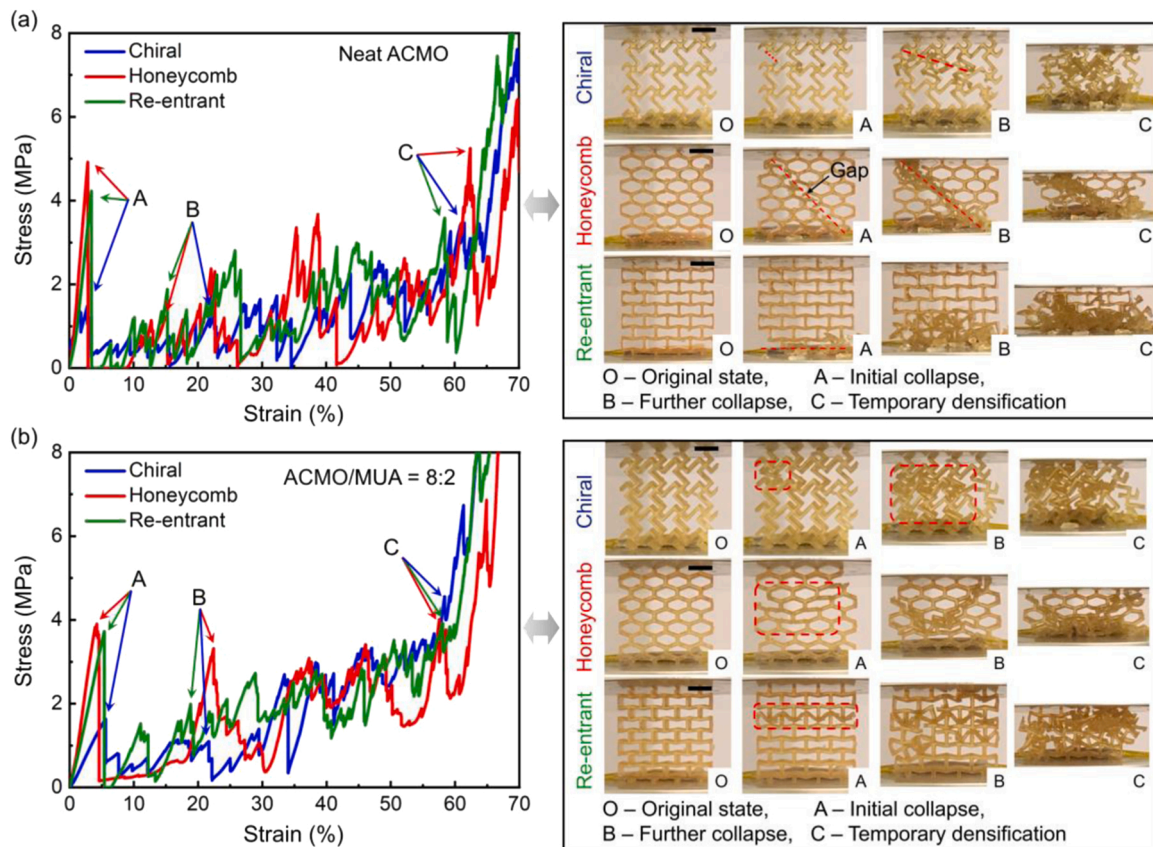 (a)
8
6
4
2
0
Stress (MPa)
Chiral
Honeycomb
Re-entrant
Neat ACMO
A
B
C
0 10 20 30 40 50 60 70
Strain (%)
Chiral
O A B C
Honeycomb
Gap
O A B C
Re-entrant
O A B C
O – Original state, A – Initial collapse,
B – Further collapse, C – Temporary densification
(b)
8
6
4
2
0
Stress (MPa)
Chiral
Honeycomb
Re-entrant
ACMO/MUA = 8:2
A
B
C
0 10 20 30 40 50 60 70
Strain (%)
Chiral
O A B C
Honeycomb
O A B C
Re-entrant
O A B C
O – Original state, A – Initial collapse,
B – Further collapse, C – Temporary densification